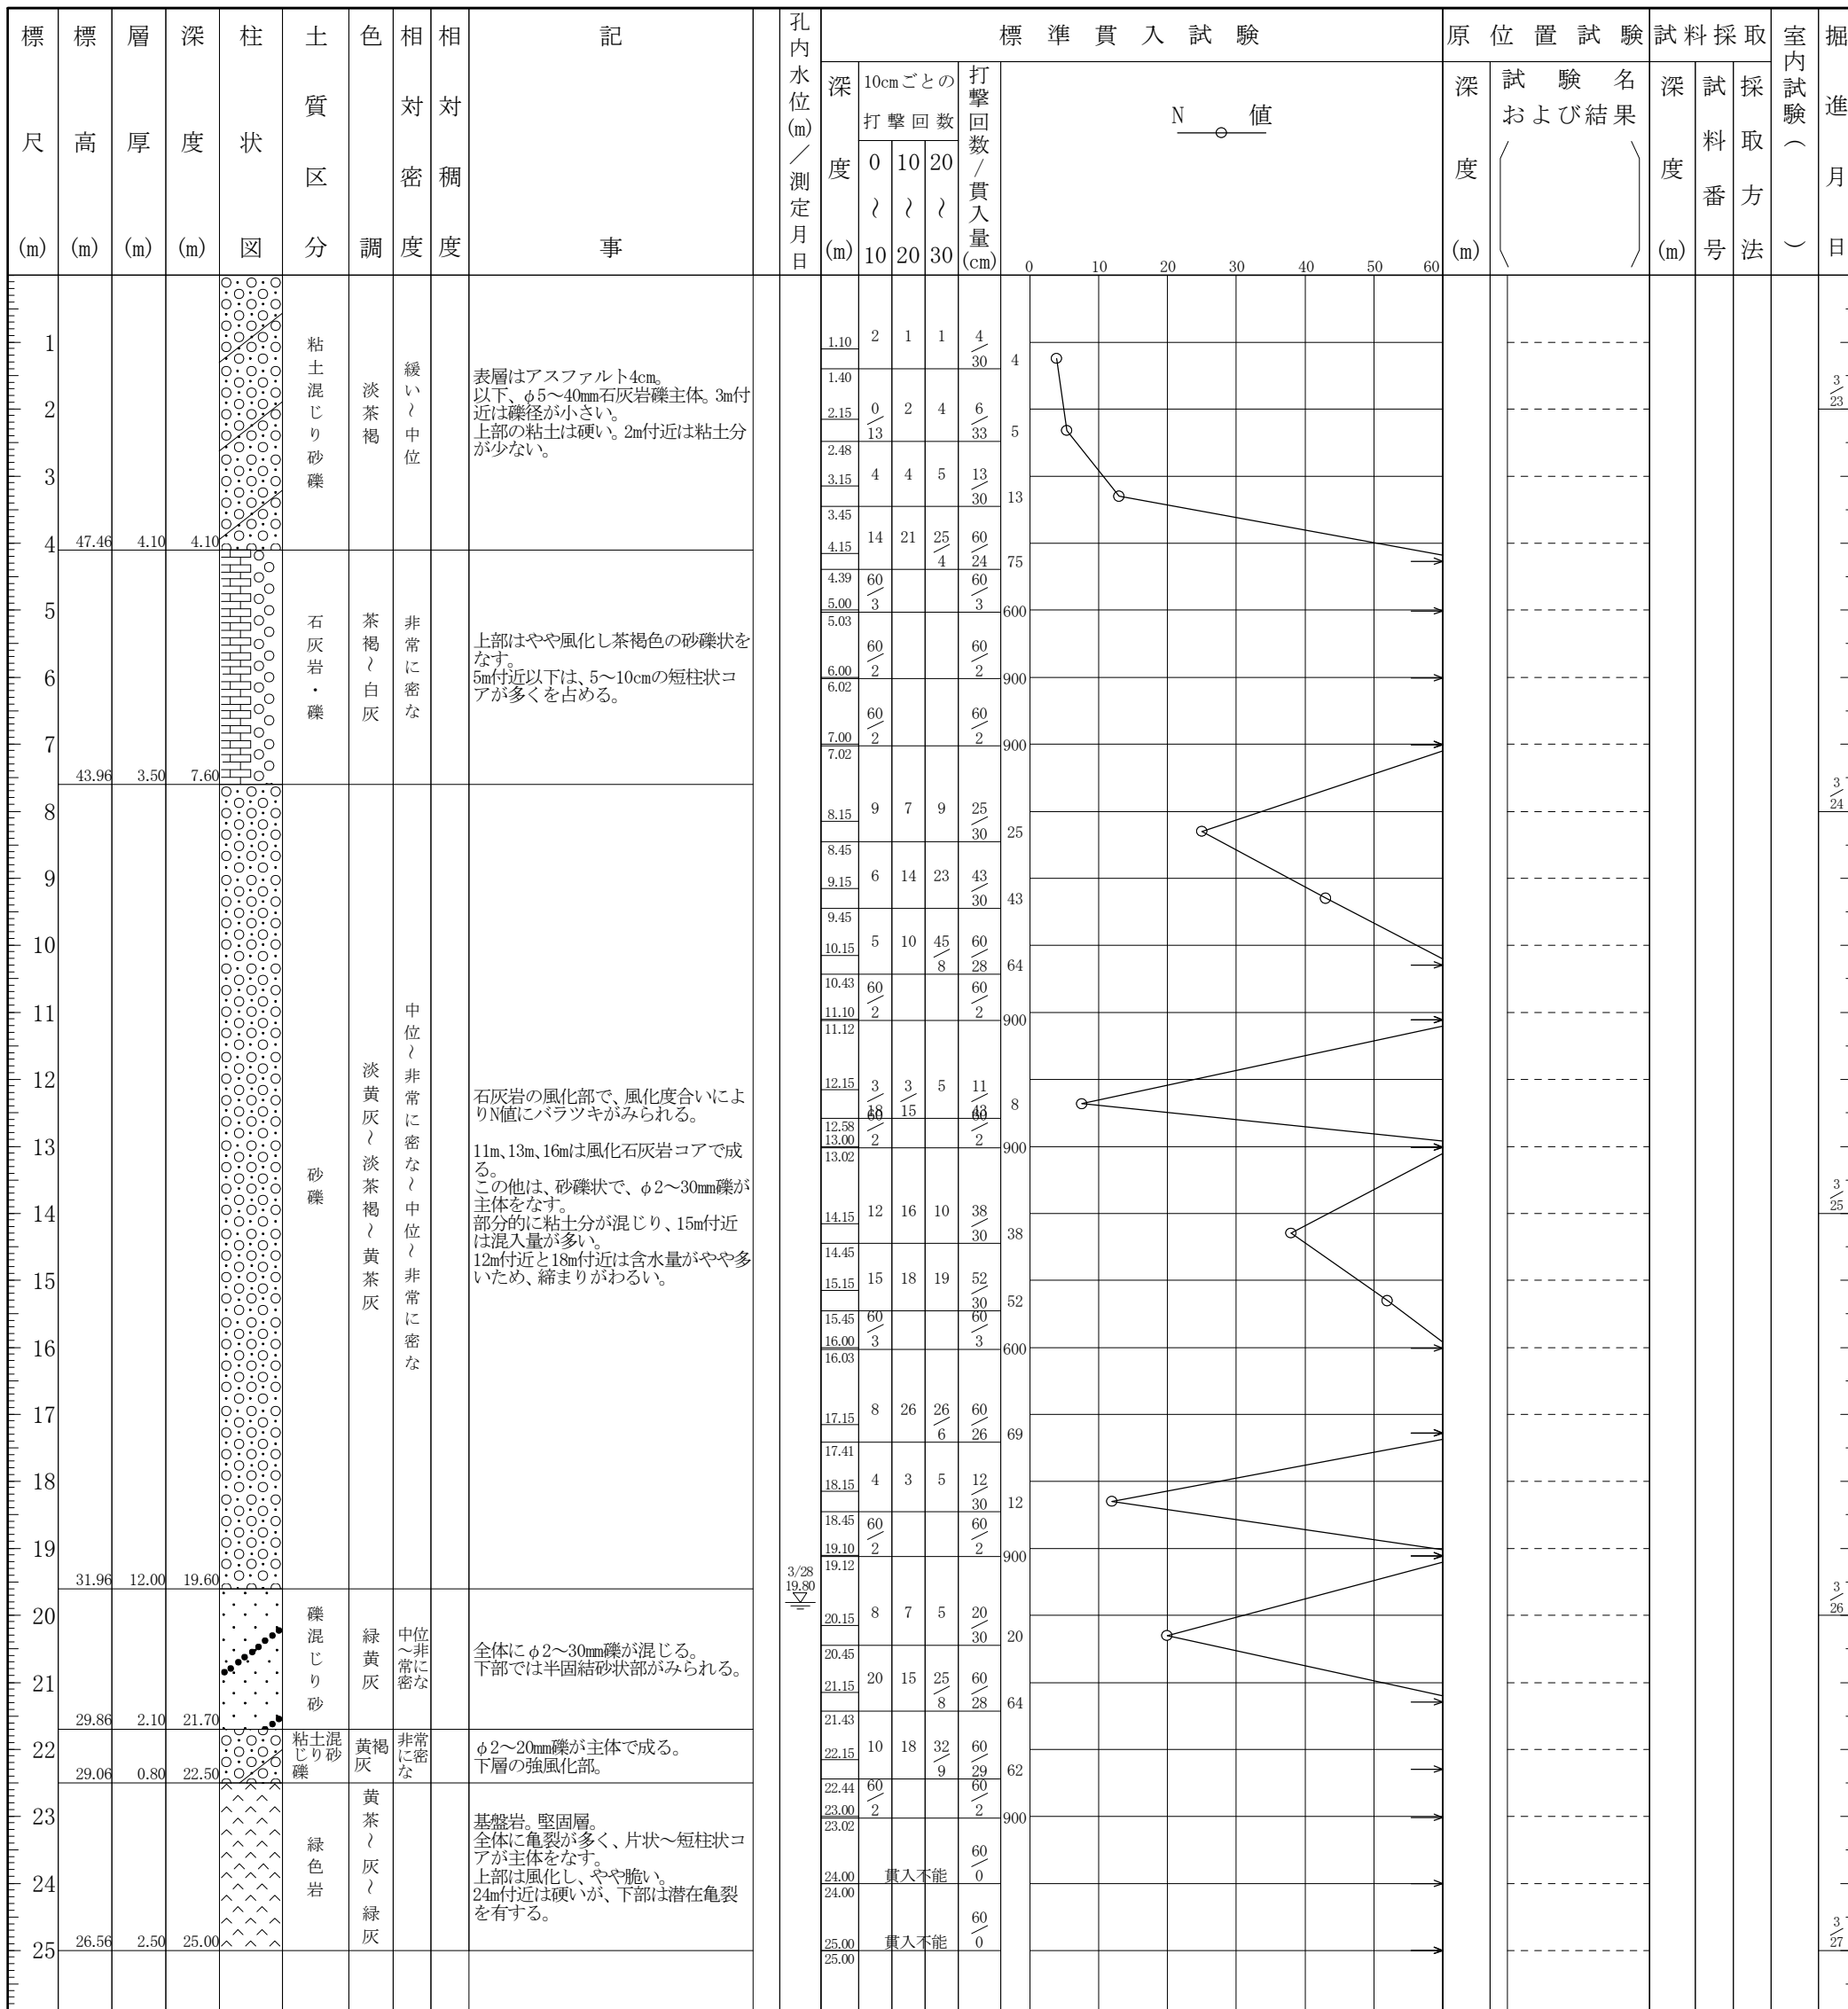 標尺(m)
標高(m)
層厚(m)
深度(m)
柱状図
土質区分
色調
相対密度
相対稠度
記事
孔内水位(m)／測定月日
標準貫入試験
深度(m)
10cmごとの
打撃回数
0～10
10～20
20～30
打撃回数/貫入量(cm)
N 値
0 10 20 30 40 50 60
原位置試験
深度(m)
試験名
および結果
試料採取
深度(m)
試料番号
採取方法
室内試験（ ）
掘進月日
1
2
3
4
5
6
7
8
9
10
11
12
13
14
15
16
17
18
19
20
21
22
23
24
25
47.46 4.10 4.10
粘土混じり砂礫
淡茶褐
緩い～中位
表層はアスファルト4cm。
以下、φ5～40mm石灰岩礫主体。3m付
近は礫径が小さい。
上部の粘土は硬い。2m付近は粘土分
が少ない。
43.96 3.50 7.60
石灰岩・礫
茶褐～白灰
非常に密な
上部はやや風化し茶褐色の砂礫状を
なす。
5m付近以下は、5～10cmの短柱状コ
アが多くを占める。
31.96 12.00 19.60
砂礫
淡黄灰～淡茶褐～黄茶灰
中位～非常に密な～中位～非常に密な
石灰岩の風化部で、風化度合いによ
りN値にバラツキがみられる。
11m、13m、16mは風化石灰岩コアで成
る。
この他は、砂礫状で、φ2～30mm礫が
主体をなす。
部分的に粘土分が混じり、15m付近
は混入量が多い。
12m付近と18m付近は含水量がやや多
いため、締まりがわるい。
29.86 2.10 21.70
礫混じり砂
緑黄灰
中位
～非
常に
密な
全体にφ2～30mm礫が混じる。
下部では半固結砂状部がみられる。
29.06 0.80 22.50
粘土混
じり砂
礫
黄褐
灰
非常
に密
な
φ2～20mm礫が主体で成る。
下層の強風化部。
26.56 2.50 25.00
緑色岩
黄茶～灰～緑灰
基盤岩。堅固層。
全体に亀裂が多く、片状～短柱状コ
アが主体をなす。
上部は風化し、やや脆い。
24m付近は硬いが、下部は潜在亀裂
を有する。
3/28
19.80
1.10 2 1 1 4/30 4
1.40
2.15 0/13 2 4 6/33 5
2.48
3.15 4 4 5 13/30 13
3.45
4.15 14 21 25/4 60/24 75
4.39
5.00 60/3 60/3 600
5.03
6.00 60/2 60/2 900
6.02
7.00 60/2 60/2 900
7.02
8.15 9 7 9 25/30 25
8.45
9.15 6 14 23 43/30 43
9.45
10.15 5 10 45/8 60/28 64
10.43
11.10 60/2 60/2 900
11.12
12.15 3/18 3/15 5 11/43 8
12.58
13.00 60/2 60/2 900
13.02
14.15 12 16 10 38/30 38
14.45
15.15 15 18 19 52/30 52
15.45
16.00 60/3 60/3 600
16.03
17.15 8 26 26/6 60/26 69
17.41
18.15 4 3 5 12/30 12
18.45
19.10 60/2 60/2 900
19.12
20.15 8 7 5 20/30 20
20.45
21.15 20 15 25/8 60/28 64
21.43
22.15 10 18 32/9 60/29 62
22.44
23.00 60/2 60/2 900
23.02
24.00 貫入不能 60/0
24.00
25.00 貫入不能 60/0
25.00
3/23
3/24
3/25
3/26
3/27